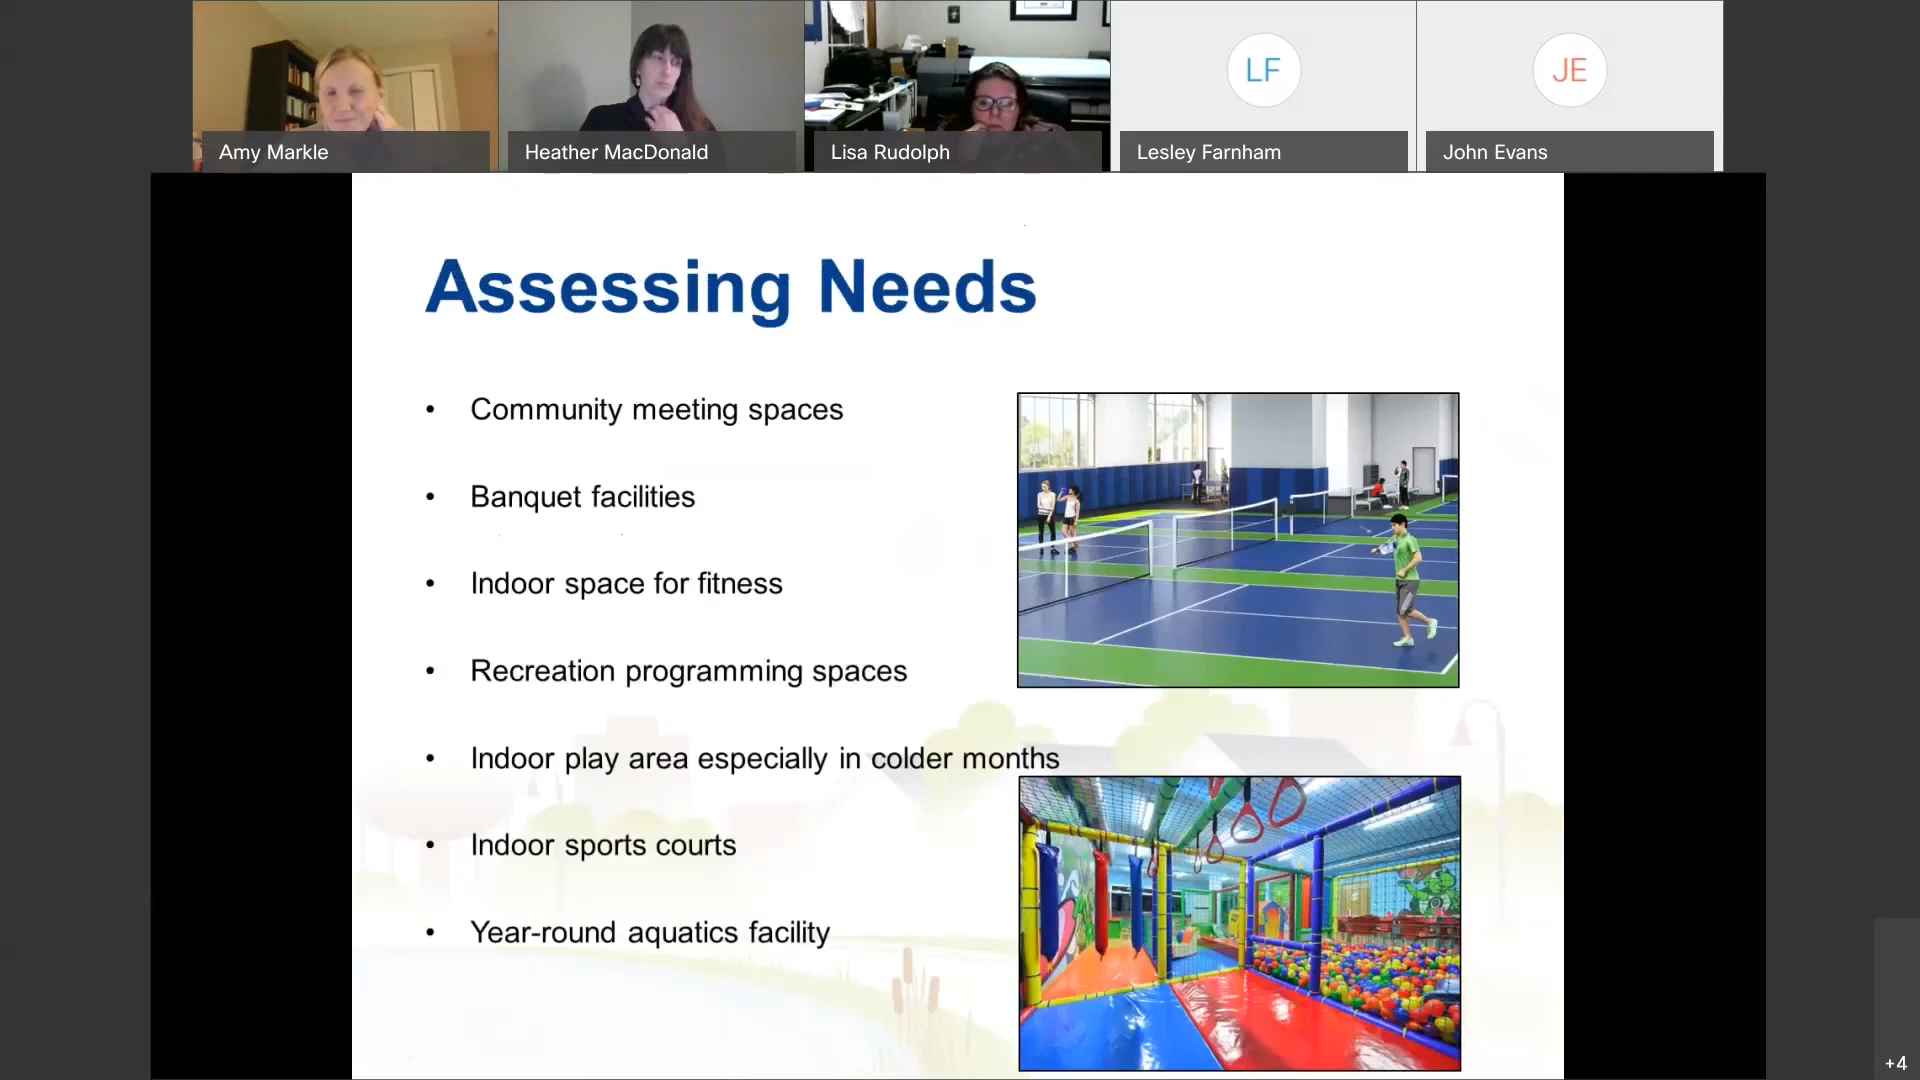 Amy Markle
Heather MacDonald
Lisa Rudolph
LF
Lesley Farnham
JE
John Evans
Assessing Needs
• Community meeting spaces
• Banquet facilities
• Indoor space for fitness
• Recreation programming spaces
• Indoor play area especially in colder months
• Indoor sports courts
• Year-round aquatics facility
+4